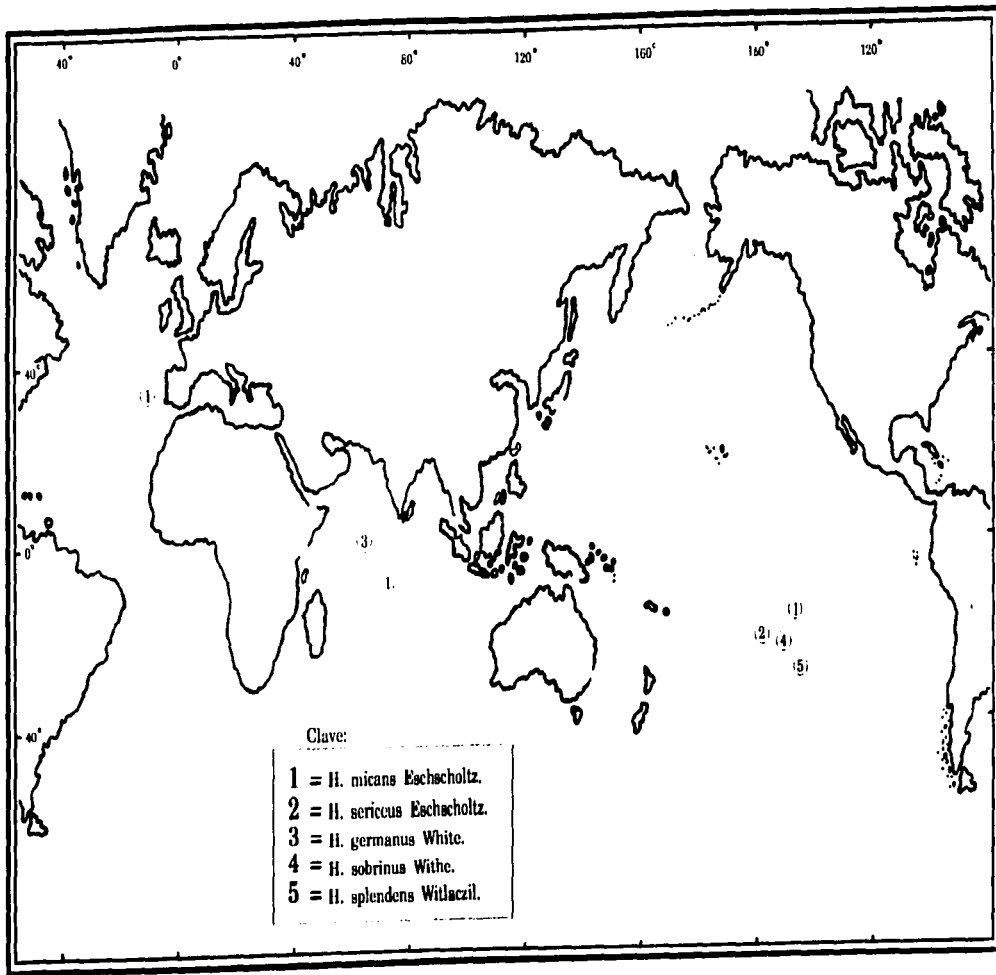 40° 0° 40° 80° 120° 160° 160° 120°
40°
(1)
(3)
0°
1.
(1)
(2) (4)
(5)
40°
Clave:
1 = H. micans Eschscholtz.
2 = H. sericeus Eschscholtz.
3 = H. germanus White.
4 = H. sobrinus Withe.
5 = H. splendens Witlaczil.